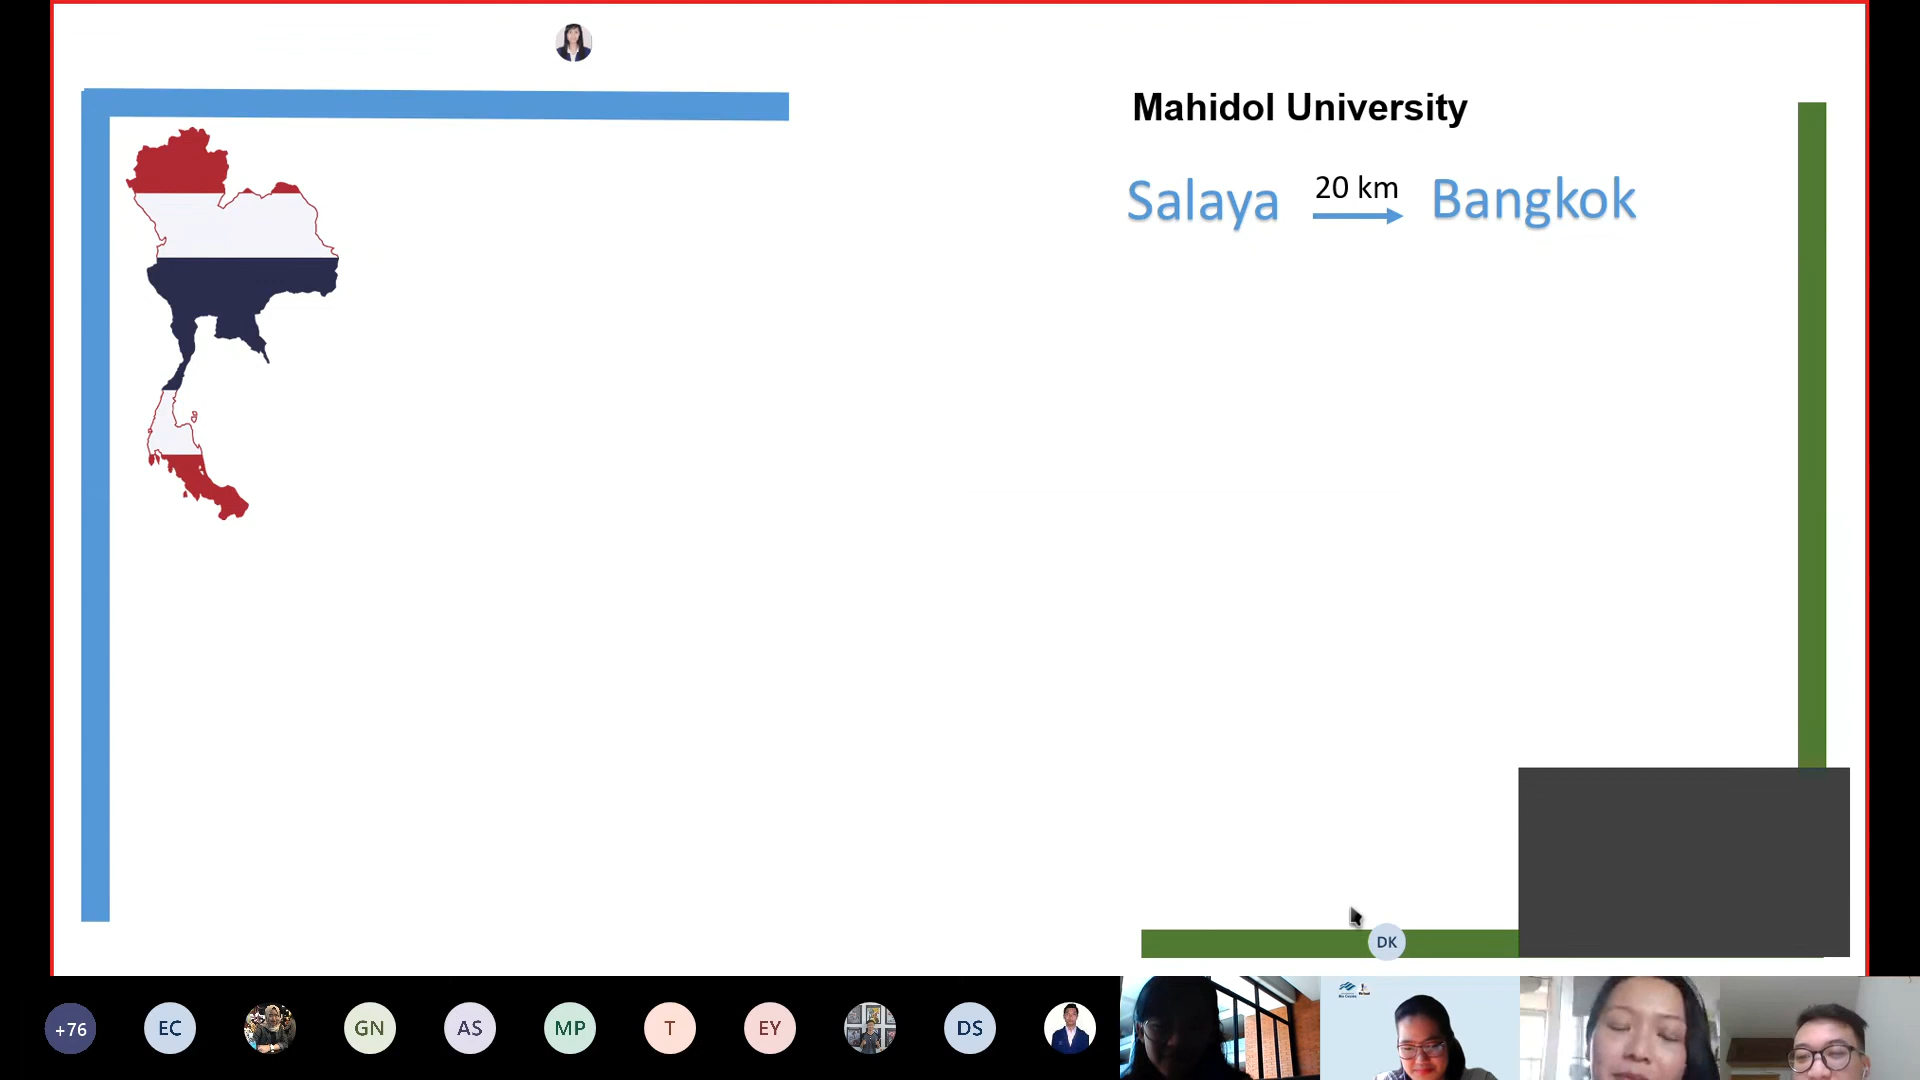 Mahidol University
Salaya 20 km Bangkok
DK
+76 EC GN AS MP T EY DS